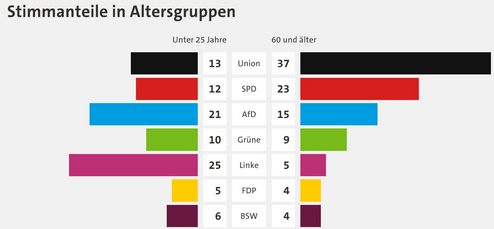 Stimmanteile in Altersgruppen
Unter 25 Jahre 60 und älter
13 Union 37
12 SPD 23
21 AfD 15
10 Grüne 9
25 Linke 5
5 FDP 4
6 BSW 4